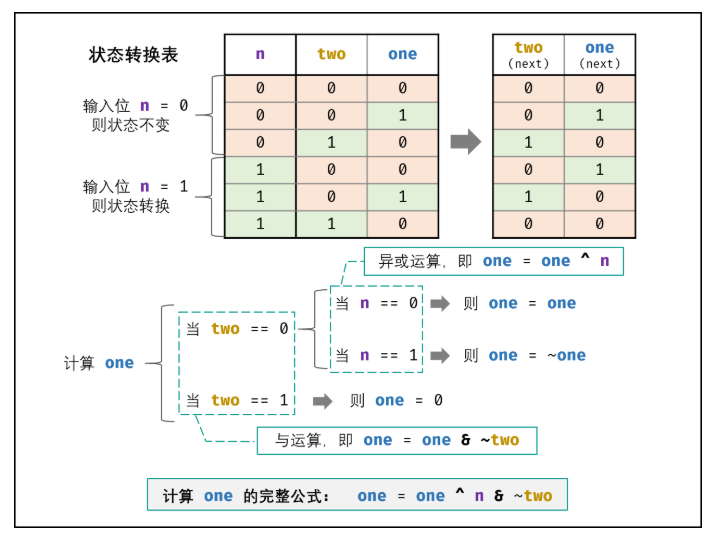 状态转换表
n two one
two one
(next) (next)
输入位 n = 0
则状态不变
输入位 n = 1
则状态转换
0 0 0 0 0
0 0 1 0 1
0 1 0 1 0
1 0 0 0 1
1 0 1 1 0
1 1 0 0 0
异或运算, 即 one = one ^ n
当 n == 0 则 one = one
当 two == 0
当 n == 1 则 one = ~one
计算 one
当 two == 1 则 one = 0
与运算, 即 one = one & ~two
计算 one 的完整公式: one = one ^ n & ~two